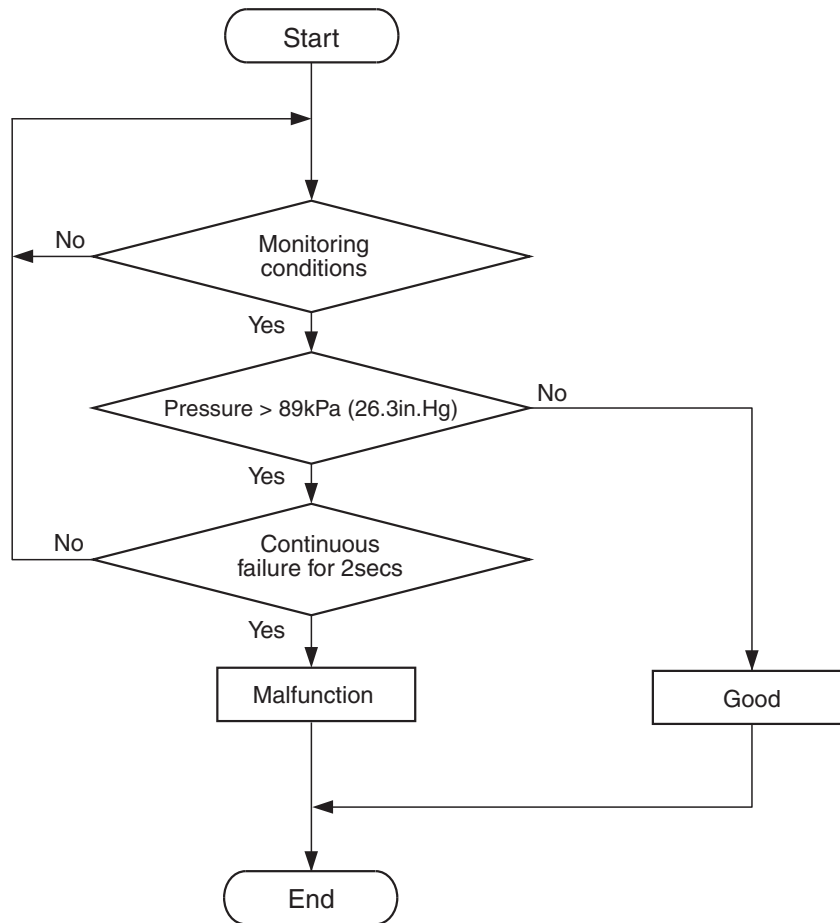 Start
No
Monitoring
conditions
Yes
Pressure > 89kPa (26.3in.Hg)
No
Yes
No
Continuous
failure for 2secs
Yes
Malfunction
Good
End